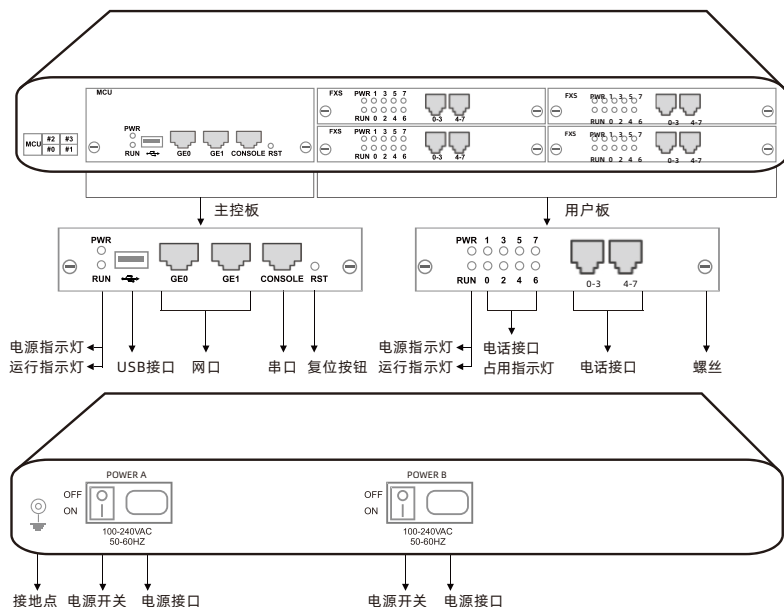 MCU
PWR
RUN GE0 GE1 CONSOLE RST
MCU #2 #3
#0 #1
FXS PWR 1 3 5 7
RUN 0 2 4 6 0-3 4-7
FXS PWR 1 3 5 7
RUN 0 2 4 6 0-3 4-7
FXS PWR 1 3 5 7
RUN 0 2 4 6 0-3 4-7
FXS PWR 1 3 5 7
RUN 0 2 4 6 0-3 4-7
主控板
用户板
PWR
RUN GE0 GE1 CONSOLE RST
PWR 1 3 5 7
RUN 0 2 4 6 0-3 4-7
电源指示灯
运行指示灯
USB接口
网口
串口
复位按钮
电源指示灯
运行指示灯
电话接口
占用指示灯
电话接口
螺丝
POWER A
OFF
ON
100-240VAC
50-60HZ
POWER B
OFF
ON
100-240VAC
50-60HZ
接地点
电源开关
电源接口
电源开关
电源接口